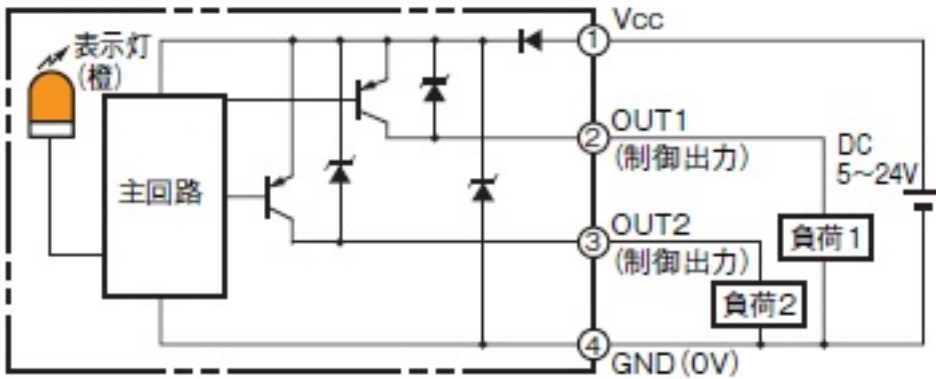 表示灯
(橙)
主回路
① Vcc
② OUT1
(制御出力)
③ OUT2
(制御出力)
④ GND(0V)
DC
5～24V
負荷1
負荷2